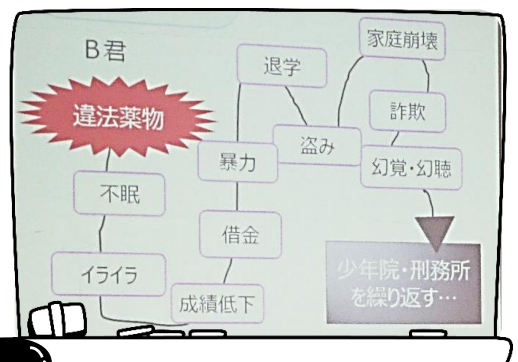 B君
違法薬物
不眠
イライラ
成績低下
借金
暴力
退学
盗み
家庭崩壊
詐欺
幻覚・幻聴
少年院・刑務所
を繰り返す…